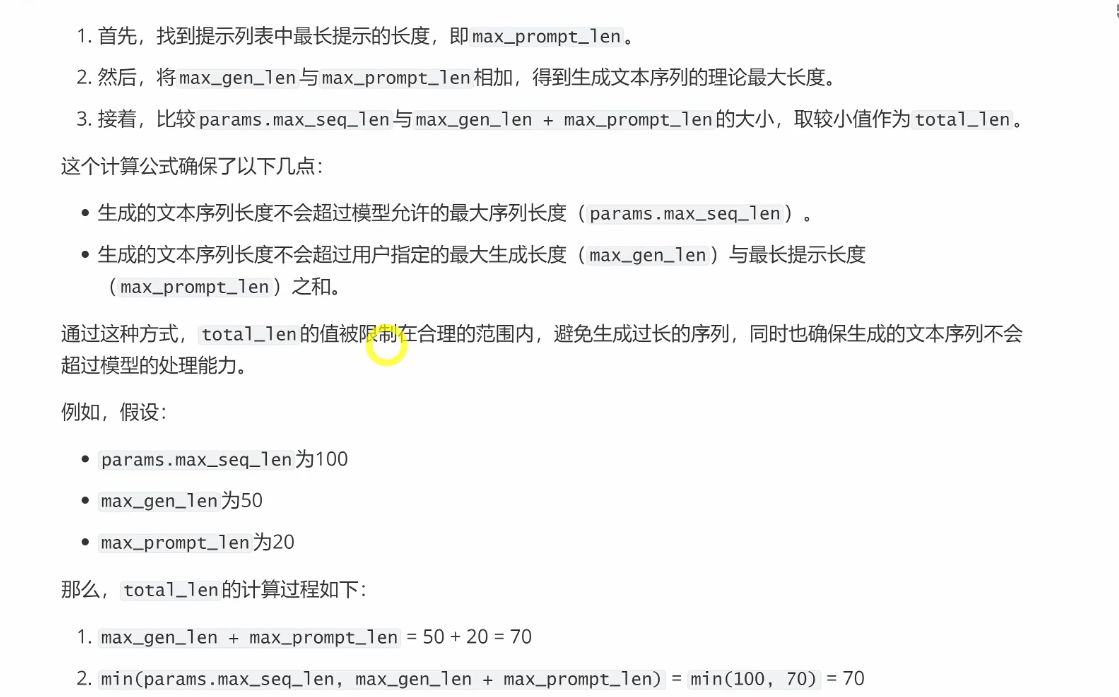 1. 首先，找到提示列表中最长提示的长度，即max_prompt_len。
2. 然后，将max_gen_len与max_prompt_len相加，得到生成文本序列的理论最大长度。
3. 接着，比较params.max_seq_len与max_gen_len + max_prompt_len的大小，取较小值作为total_len。
这个计算公式确保了以下几点：
• 生成的文本序列长度不会超过模型允许的最大序列长度（params.max_seq_len）。
• 生成的文本序列长度不会超过用户指定的最大生成长度（max_gen_len）与最长提示长度
（max_prompt_len）之和。
通过这种方式，total_len的值被限制在合理的范围内，避免生成过长的序列，同时也确保生成的文本序列不会
超过模型的处理能力。
例如，假设：
• params.max_seq_len为100
• max_gen_len为50
• max_prompt_len为20
那么，total_len的计算过程如下：
1. max_gen_len + max_prompt_len = 50 + 20 = 70
2. min(params.max_seq_len, max_gen_len + max_prompt_len) = min(100, 70) = 70